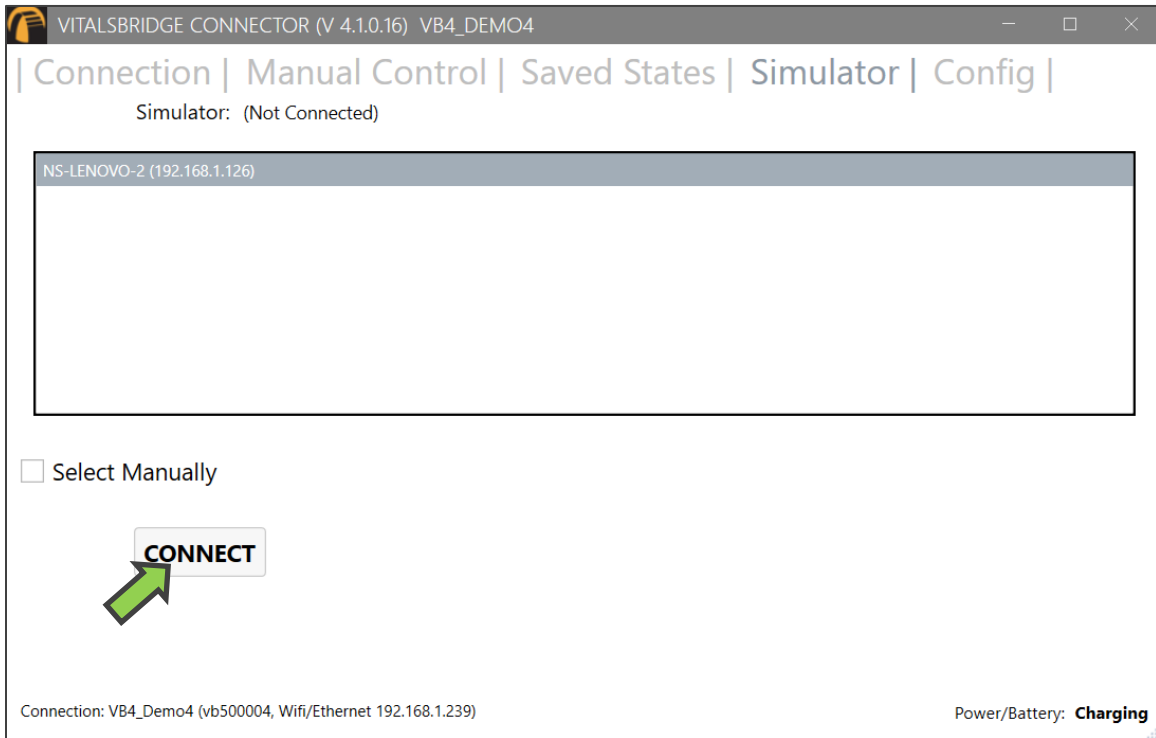 VITALSBRIDGE CONNECTOR (V 4.1.0.16) VB4_DEMO4
| Connection | Manual Control | Saved States | Simulator | Config |
Simulator: (Not Connected)
NS-LENOVO-2 (192.168.1.126)
Select Manually
CONNECT
Connection: VB4_Demo4 (vb500004, Wifi/Ethernet 192.168.1.239)
Power/Battery: Charging